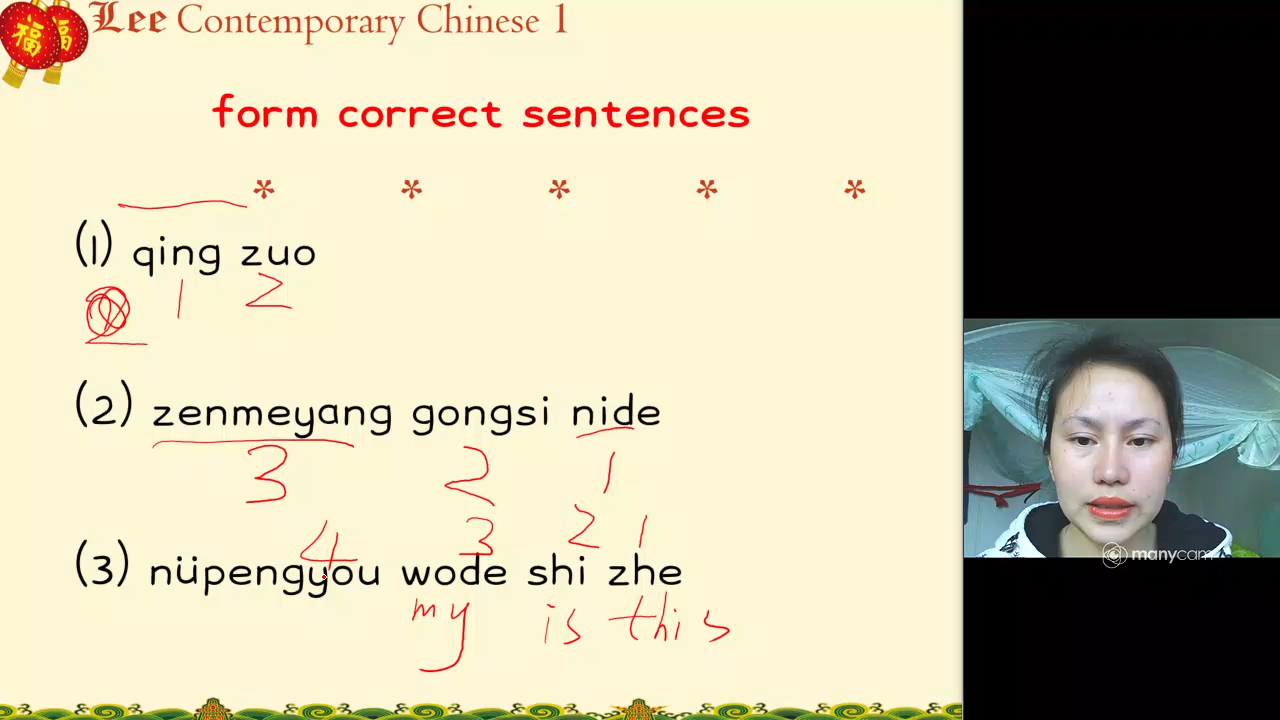 福 福
Lee Contemporary Chinese 1
form correct sentences
* * * * *
(1) qing zuo
1 2
(2) zenmeyang gongsi nide
3 2 1
4 3 2 1
(3) nüpengyou wode shi zhe
my is this
manycam